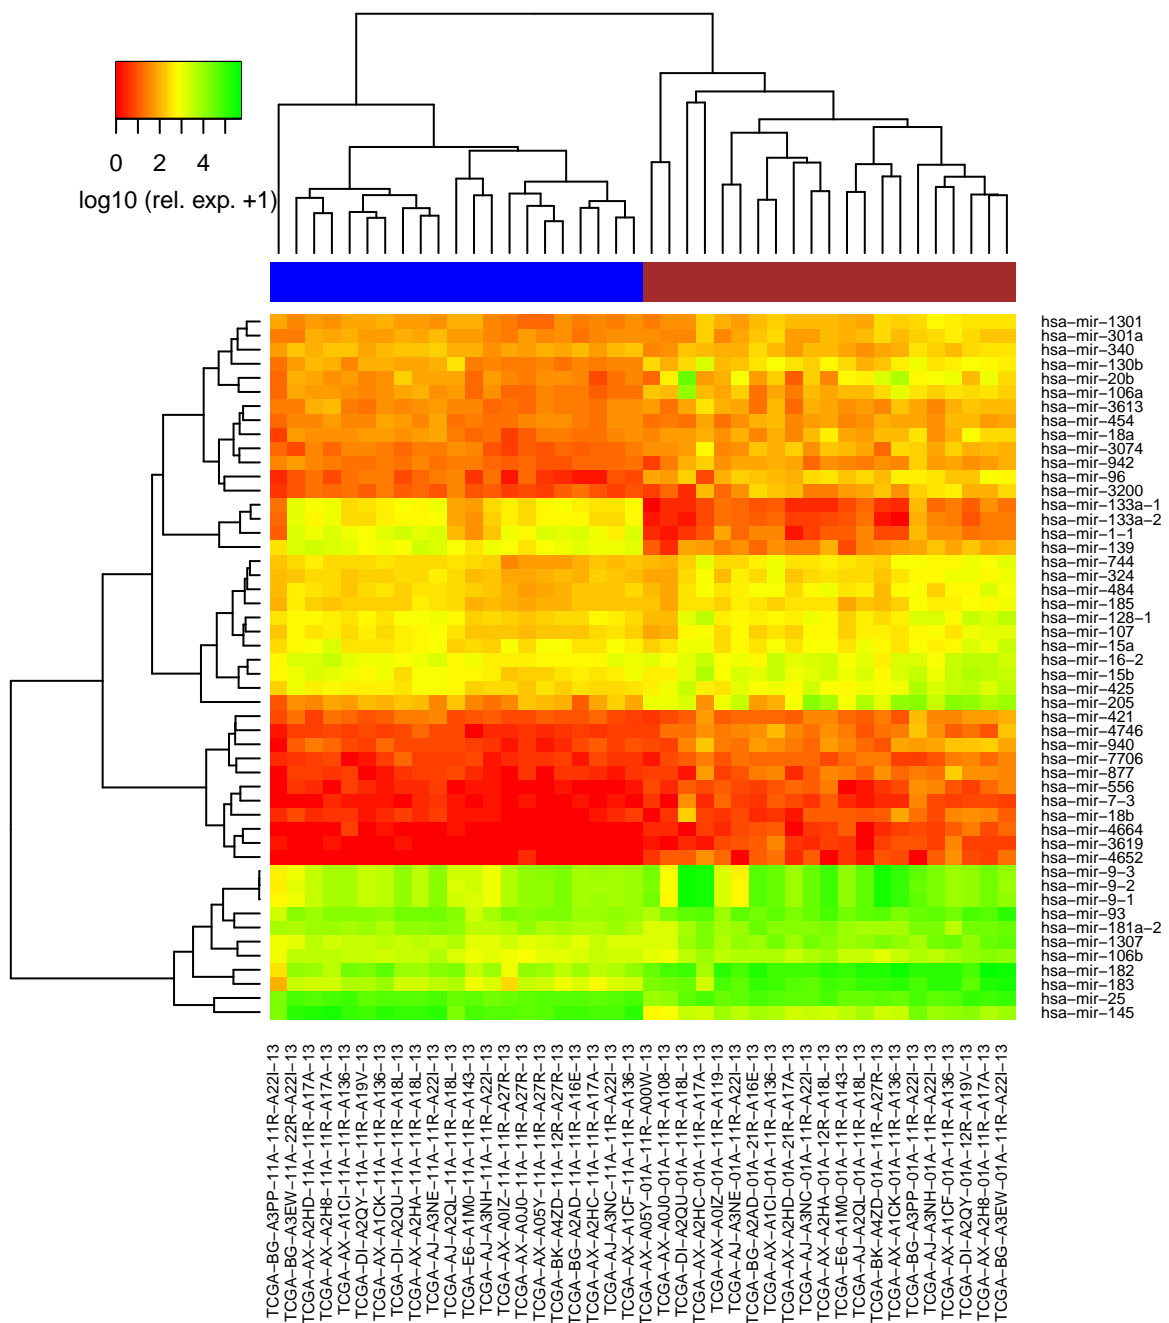 0 2 4
log10 (rel. exp. +1)
hsa−mir−1301
hsa−mir−301a
hsa−mir−340
hsa−mir−130b
hsa−mir−20b
hsa−mir−106a
hsa−mir−3613
hsa−mir−454
hsa−mir−18a
hsa−mir−3074
hsa−mir−942
hsa−mir−96
hsa−mir−3200
hsa−mir−133a−1
hsa−mir−133a−2
hsa−mir−1−1
hsa−mir−139
hsa−mir−744
hsa−mir−324
hsa−mir−484
hsa−mir−185
hsa−mir−128−1
hsa−mir−107
hsa−mir−15a
hsa−mir−16−2
hsa−mir−15b
hsa−mir−425
hsa−mir−205
hsa−mir−421
hsa−mir−4746
hsa−mir−940
hsa−mir−7706
hsa−mir−877
hsa−mir−556
hsa−mir−7−3
hsa−mir−18b
hsa−mir−4664
hsa−mir−3619
hsa−mir−4652
hsa−mir−9−3
hsa−mir−9−2
hsa−mir−9−1
hsa−mir−93
hsa−mir−181a−2
hsa−mir−1307
hsa−mir−106b
hsa−mir−182
hsa−mir−183
hsa−mir−25
hsa−mir−145
TCGA−BG−A3PP−11A−11R−A22I−13
TCGA−BG−A3EW−11A−22R−A22I−13
TCGA−AX−A2HD−11A−11R−A17A−13
TCGA−AX−A2H8−11A−11R−A17A−13
TCGA−AX−A1CI−11A−11R−A136−13
TCGA−DI−A2QY−11A−11R−A19V−13
TCGA−AX−A1CK−11A−11R−A136−13
TCGA−DI−A2QU−11A−11R−A18L−13
TCGA−AX−A2HA−11A−11R−A18L−13
TCGA−AJ−A3NE−11A−11R−A22I−13
TCGA−AJ−A2QL−11A−11R−A18L−13
TCGA−E6−A1M0−11A−11R−A143−13
TCGA−AJ−A3NH−11A−11R−A22I−13
TCGA−AX−A0IZ−11A−11R−A27R−13
TCGA−AX−A0J0−11A−11R−A27R−13
TCGA−AX−A05Y−11A−11R−A27R−13
TCGA−BK−A4ZD−11A−12R−A27R−13
TCGA−BG−A2AD−11A−11R−A16E−13
TCGA−AX−A2HC−11A−11R−A17A−13
TCGA−AJ−A3NC−11A−11R−A22I−13
TCGA−AX−A1CF−11A−11R−A136−13
TCGA−AX−A05Y−01A−11R−A00W−13
TCGA−AX−A0J0−01A−11R−A108−13
TCGA−DI−A2QU−01A−11R−A18L−13
TCGA−AX−A2HC−01A−11R−A17A−13
TCGA−AX−A0IZ−01A−11R−A119−13
TCGA−AJ−A3NE−01A−11R−A22I−13
TCGA−BG−A2AD−01A−21R−A16E−13
TCGA−AX−A1CI−01A−11R−A136−13
TCGA−AX−A2HD−01A−21R−A17A−13
TCGA−AJ−A3NC−01A−11R−A22I−13
TCGA−AX−A2HA−01A−12R−A18L−13
TCGA−E6−A1M0−01A−11R−A143−13
TCGA−AJ−A2QL−01A−11R−A18L−13
TCGA−BK−A4ZD−01A−11R−A27R−13
TCGA−AX−A1CK−01A−11R−A136−13
TCGA−BG−A3PP−01A−11R−A22I−13
TCGA−AJ−A3NH−01A−11R−A22I−13
TCGA−AX−A1CF−01A−11R−A136−13
TCGA−DI−A2QY−01A−12R−A19V−13
TCGA−AX−A2H8−01A−11R−A17A−13
TCGA−BG−A3EW−01A−11R−A22I−13